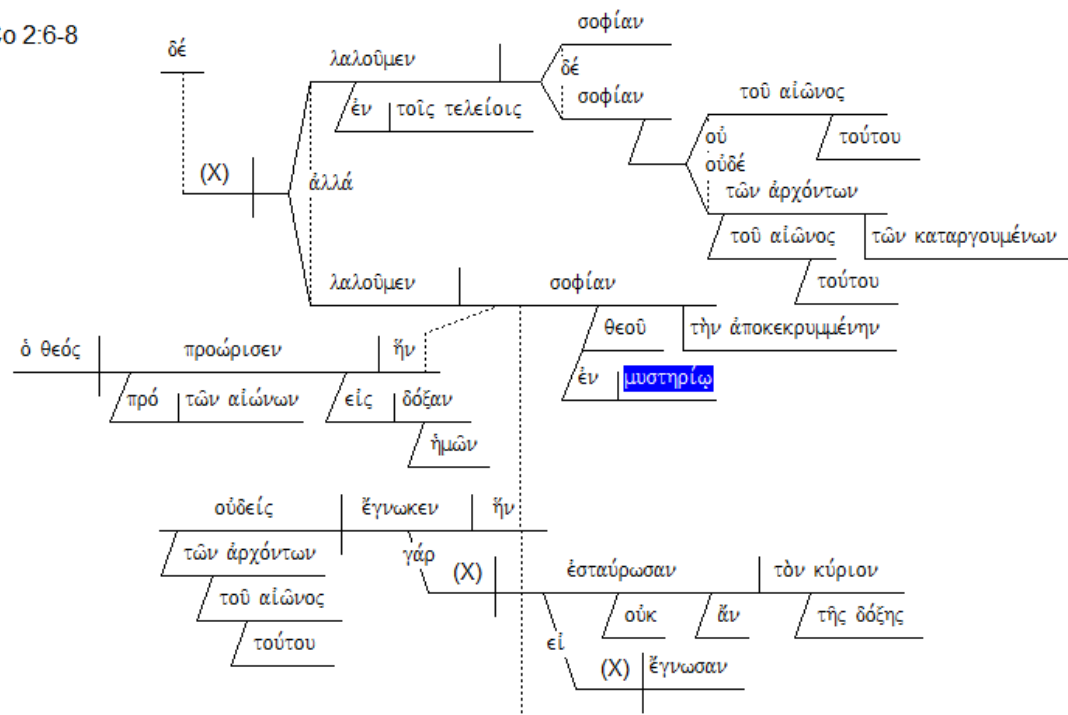 Co 2:6-8
σοφίαν
δέ
λαλοῦμεν
δέ
σοφίαν
ἐν τοῖς τελείοις
τοῦ αἰῶνος
οὐ
τούτου
οὐδέ
(X)
ἀλλά
τῶν ἀρχόντων
τοῦ αἰῶνος
τῶν καταργουμένων
τούτου
λαλοῦμεν σοφίαν
θεοῦ τὴν ἀποκεκρυμμένην
ὁ θεός προώρισεν ἥν
ἐν μυστηρίῳ
πρό τῶν αἰώνων εἰς δόξαν
ἡμῶν
οὐδείς ἔγνωκεν ἥν
τῶν ἀρχόντων
γάρ
(X)
ἐσταύρωσαν τὸν κύριον
τοῦ αἰῶνος
οὐκ ἄν τῆς δόξης
τούτου
εἰ
(X) ἔγνωσαν